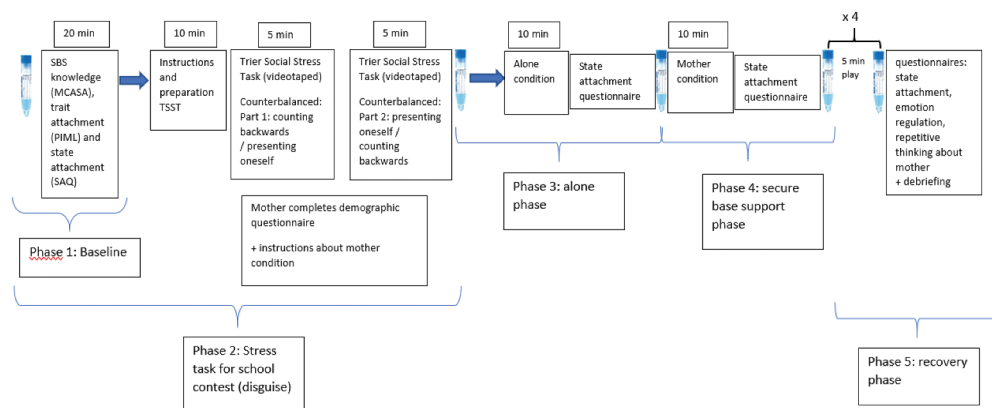 20 min
SBS
knowledge
(MCASA), trait
attachment
(PIML) and
state
attachment
(SAQ)
10 min
Instructions
and
preparation
TSST
5 min
Trier Social Stress
Task (videotaped)
Counterbalanced:
Part 1: counting
backwards
/ presenting
oneself
5 min
Trier Social Stress
Task (videotaped)
Counterbalanced:
Part 2: presenting
oneself /
counting
backwards
10 min
Alone
condition
State
attachment
questionnaire
10 min
Mother
condition
State
attachment
questionnaire
x 4
5 min
play
questionnaires:
state
attachment,
emotion
regulation,
repetitive
thinking about
mother
+ debriefing
Phase 1: Baseline
Mother completes demographic
questionnaire
+ instructions about mother
condition
Phase 3: alone
phase
Phase 4: secure
base support
phase
Phase 2: Stress
task for school
contest (disguise)
Phase 5: recovery
phase